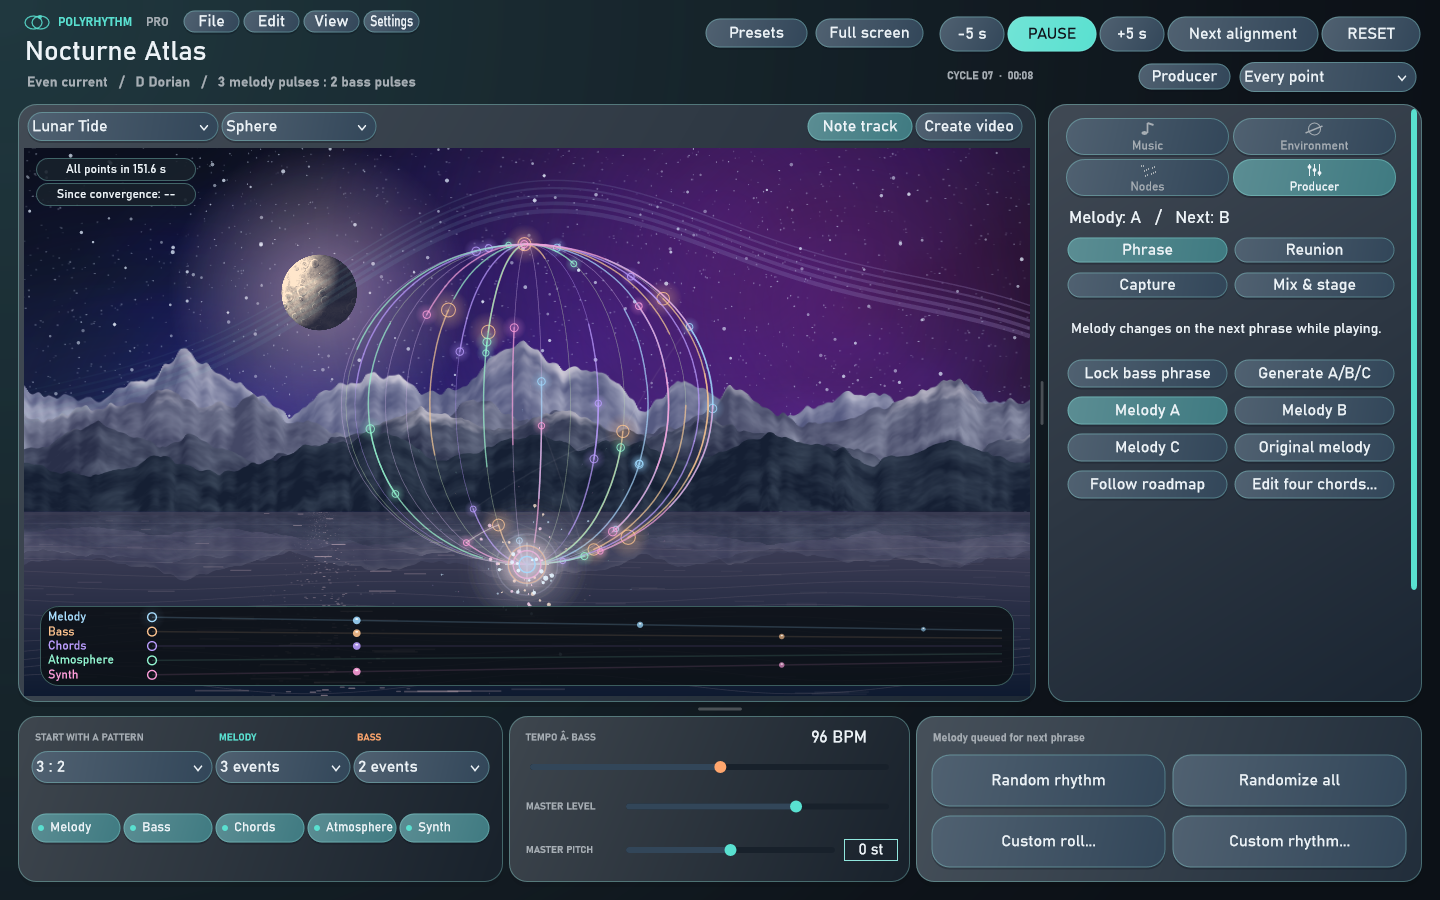 POLYRHYTHM PRO File Edit View Settings
Nocturne Atlas
Even current / D Dorian / 3 melody pulses : 2 bass pulses
Presets Full screen -5 s PAUSE +5 s Next alignment RESET
CYCLE 07 · 00:08 Producer Every point
Lunar Tide Sphere Note track Create video
All points in 151.6 s
Since convergence: --
Melody
Bass
Chords
Atmosphere
Synth
Music Environment
Nodes Producer
Melody: A / Next: B
Phrase Reunion
Capture Mix & stage
Melody changes on the next phrase while playing.
Lock bass phrase Generate A/B/C
Melody A Melody B
Melody C Original melody
Follow roadmap Edit four chords...
START WITH A PATTERN MELODY BASS
3 : 2 3 events 2 events
Melody Bass Chords Atmosphere Synth
TEMPO Â· BASS 96 BPM
MASTER LEVEL
MASTER PITCH 0 st
Melody queued for next phrase
Random rhythm Randomize all
Custom roll... Custom rhythm...